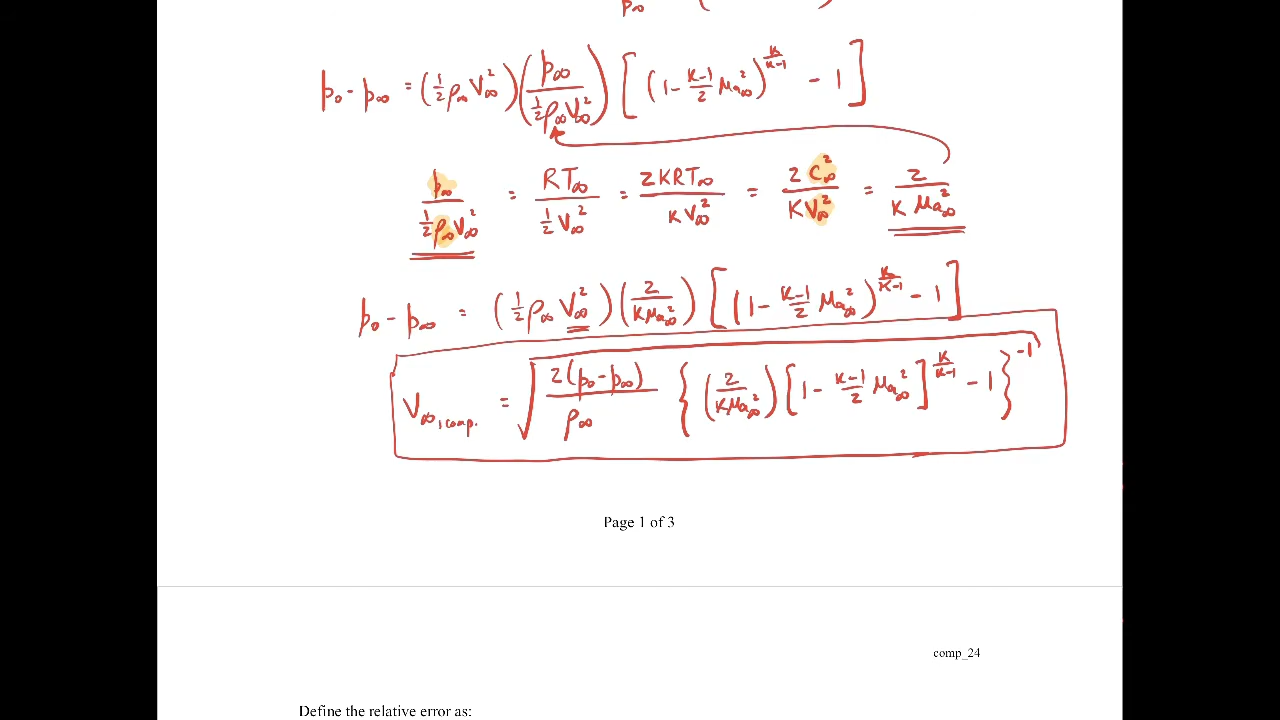 p∞ (
p₀ - p∞ = (½ρ∞V∞²)(p∞ / ½ρ∞V∞²) [(1 - (k-1)/2 Ma∞²)^(k/(k-1)) - 1]
p∞ / ½ρ∞V∞² = RT∞ / ½V∞² = 2kRT∞ / kV∞² = 2C∞² / kV∞² = 2 / kMa∞²
p₀ - p∞ = (½ρ∞V∞²)(2 / kMa∞²) [(1 - (k-1)/2 Ma∞²)^(k/(k-1)) - 1]
V∞,comp. = √( 2(p₀-p∞) / ρ∞ {(2 / kMa∞²)[1 - (k-1)/2 Ma∞²]^(k/(k-1)) - 1}⁻¹ )
Page 1 of 3
comp_24
Define the relative error as: